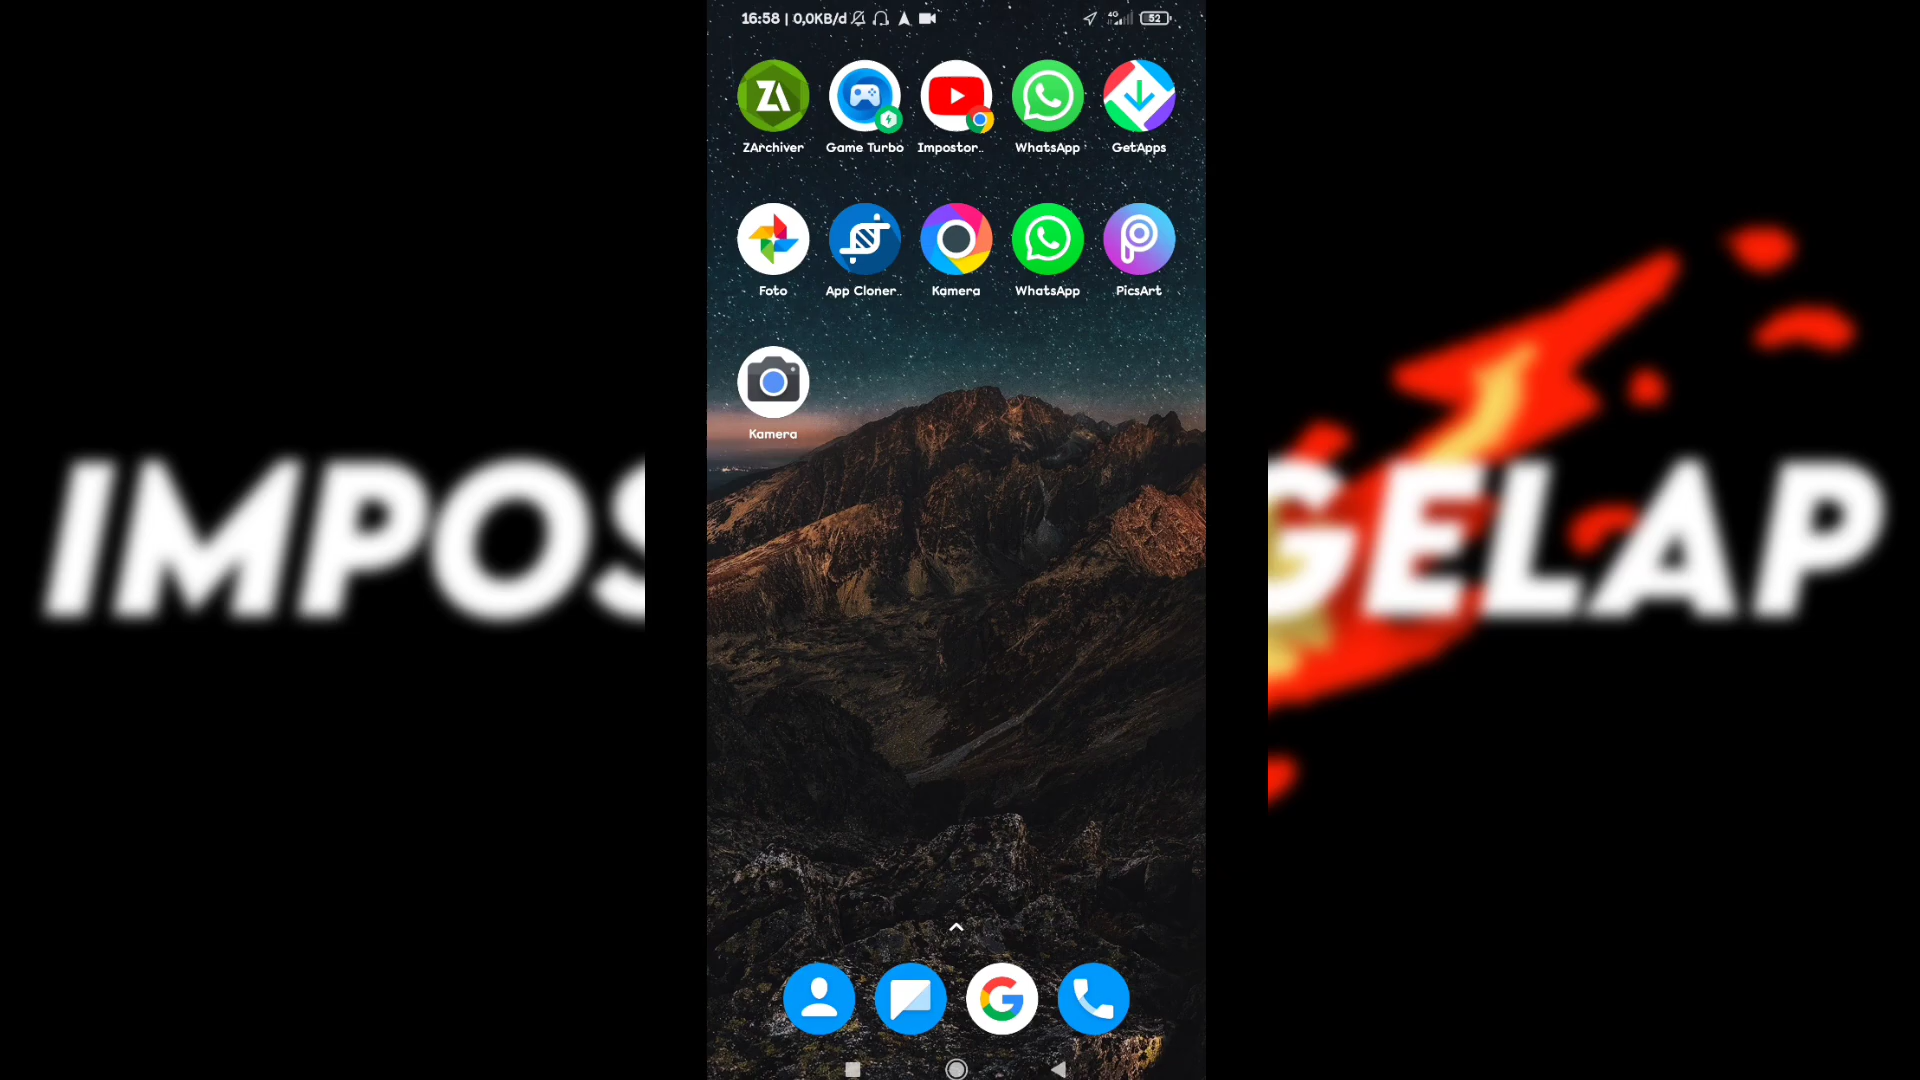 16:58 | 0,0KB/d
4G
52
ZArchiver
Game Turbo
Impostor..
WhatsApp
GetApps
Foto
App Cloner..
Kamera
WhatsApp
PicsArt
Kamera
IMPOS
GELAP